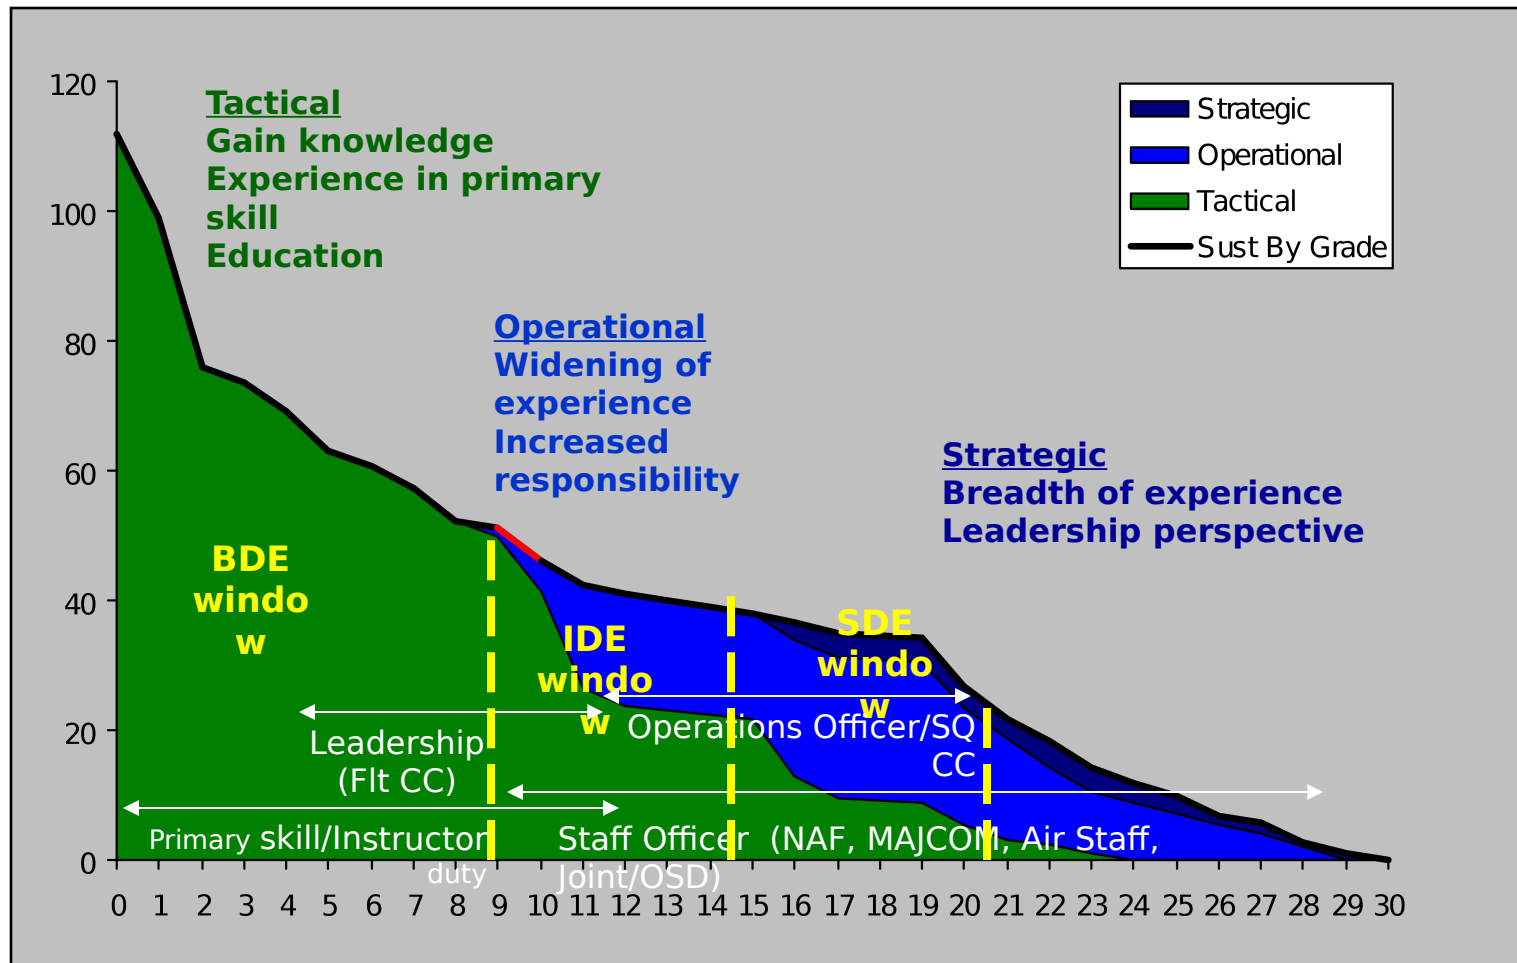 120
100
80
60
40
20
0
Tactical
Gain knowledge
Experience in primary
skill
Education
Strategic
Operational
Tactical
Sust By Grade
Operational
Widening of
experience
Increased
responsibility
Strategic
Breadth of experience
Leadership perspective
BDE
windo
w
IDE
windo
w
SDE
windo
w
Leadership
(Flt CC)
Operations Officer/SQ
CC
Primary skill/Instructor
duty
Staff Officer (NAF, MAJCOM, Air Staff,
Joint/OSD)
0 1 2 3 4 5 6 7 8 9 10 11 12 13 14 15 16 17 18 19 20 21 22 23 24 25 26 27 28 29 30